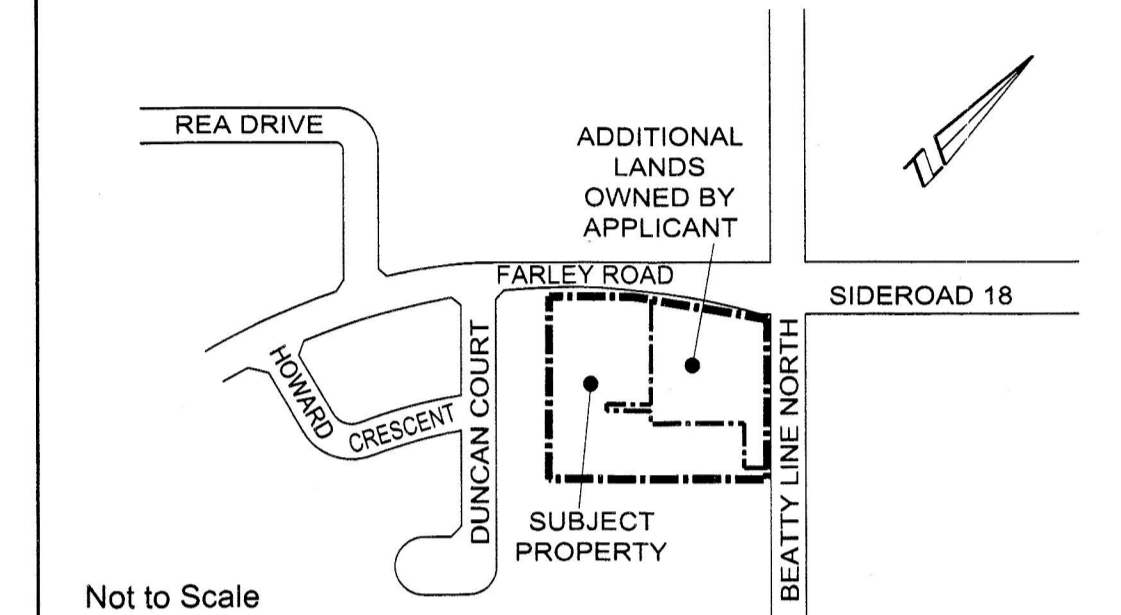 REA DRIVE
ADDITIONAL
LANDS
OWNED BY
APPLICANT
N
FARLEY ROAD
SIDEROAD 18
HOWARD
CRESCENT
DUNCAN COURT
BEATTY LINE NORTH
SUBJECT
PROPERTY
Not to Scale